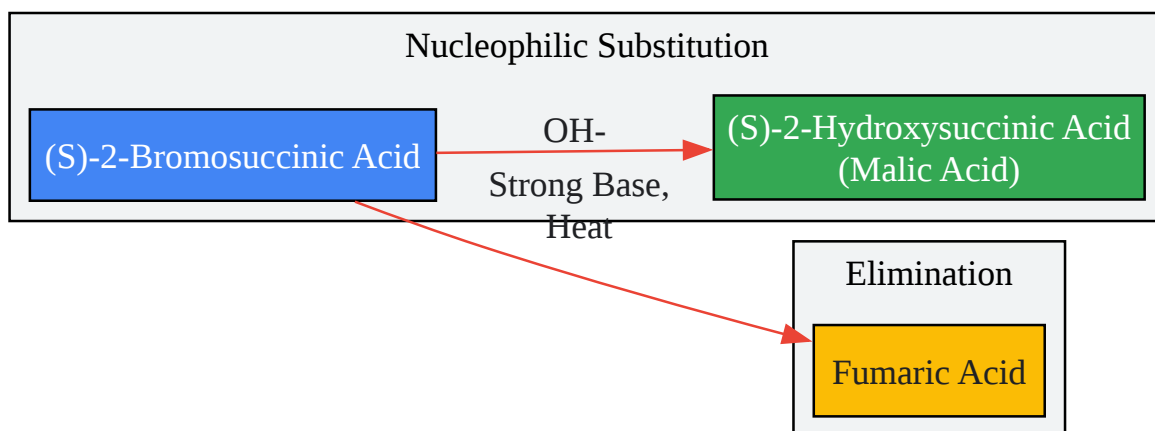 Nucleophilic Substitution
(S)-2-Bromosuccinic Acid
OH-
(S)-2-Hydroxysuccinic Acid
(Malic Acid)
Strong Base,
Heat
Elimination
Fumaric Acid